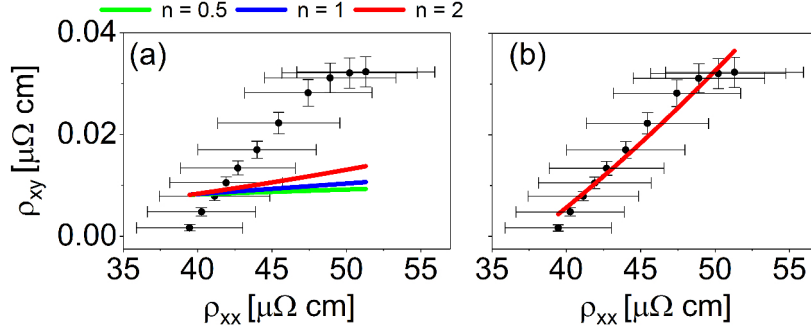 n = 0.5 n = 1 n = 2
0.04
(a)
(b)
0.02
0.00
35 40 45 50 55 35 40 45 50 55
ρxy [μΩ cm]
ρxx [μΩ cm] ρxx [μΩ cm]